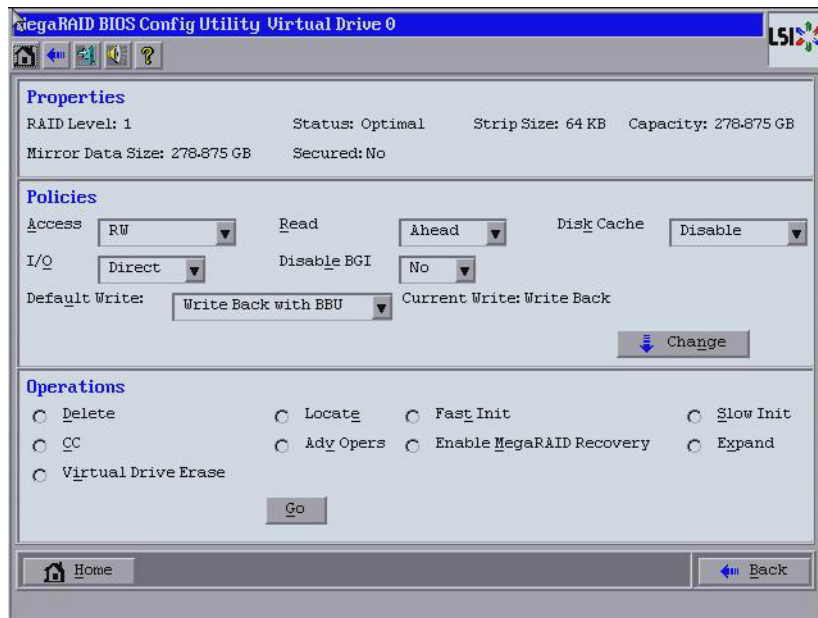 MegaRAID BIOS Config Utility Virtual Drive 0
LSI
Properties
RAID Level: 1 Status: Optimal Strip Size: 64 KB Capacity: 278.875 GB
Mirror Data Size: 278.875 GB Secured: No
Policies
Access RW Read Ahead Disk Cache Disable
I/O Direct Disable BGI No
Default Write: Write Back with BBU Current Write: Write Back
Change
Operations
Delete Locate Fast Init Slow Init
CC Adv Opers Enable MegaRAID Recovery Expand
Virtual Drive Erase
Go
Home Back